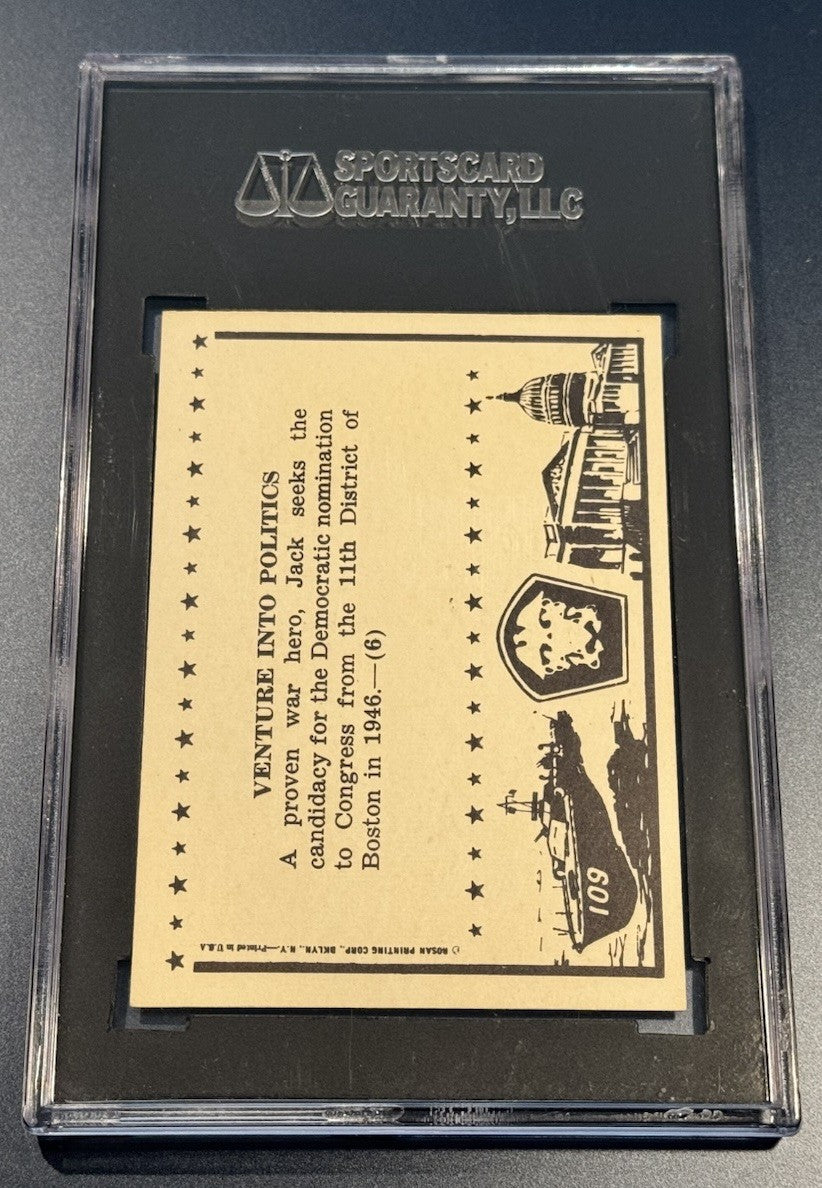 SPORTSCARD
GUARANTY, LLC
VENTURE INTO POLITICS
A proven war hero, Jack seeks the
candidacy for the Democratic nomination
to Congress from the 11th District of
Boston in 1946.—(6)
109
© ROSAN PRINTING CORP., BKLYN., N.Y.—Printed in U.S.A